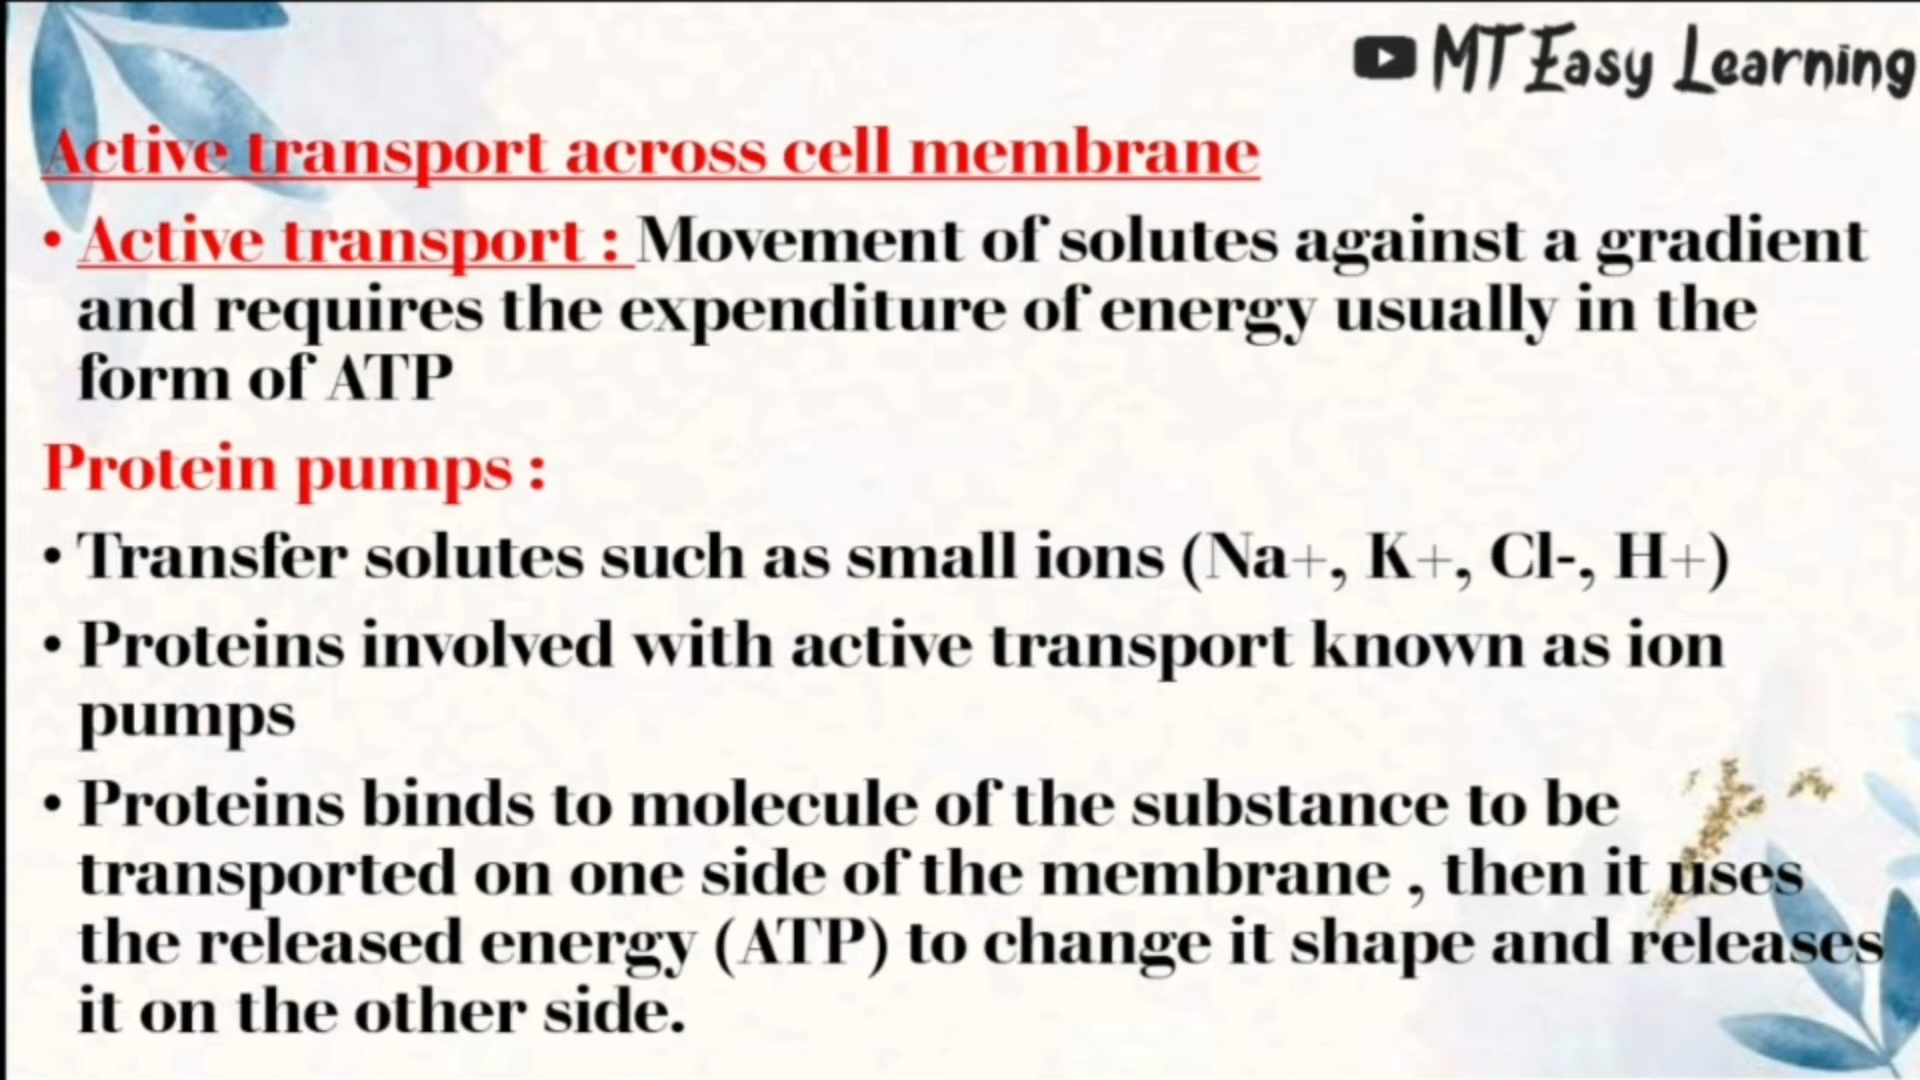 MT Easy Learning
Active transport across cell membrane
• Active transport : Movement of solutes against a gradient
and requires the expenditure of energy usually in the
form of ATP
Protein pumps :
• Transfer solutes such as small ions (Na+, K+, Cl-, H+)
• Proteins involved with active transport known as ion
pumps
• Proteins binds to molecule of the substance to be
transported on one side of the membrane , then it uses
the released energy (ATP) to change it shape and releases
it on the other side.